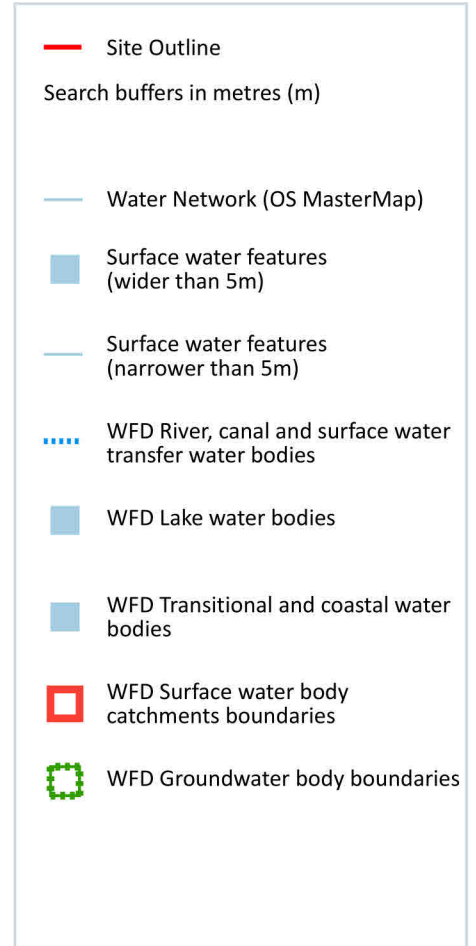 Site Outline
Search buffers in metres (m)
Water Network (OS MasterMap)
Surface water features
(wider than 5m)
Surface water features
(narrower than 5m)
WFD River, canal and surface water
transfer water bodies
WFD Lake water bodies
WFD Transitional and coastal water
bodies
WFD Surface water body
catchments boundaries
WFD Groundwater body boundaries